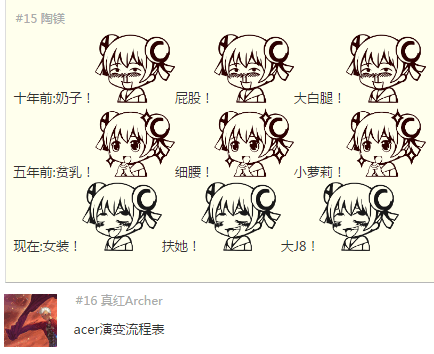 #15 陶鎂
十年前:奶子！ 屁股！ 大白腿！
五年前:贫乳！ 细腰！ 小萝莉！
现在:女装！ 扶她！ 大J8！
#16 真红Archer
acer演变流程表